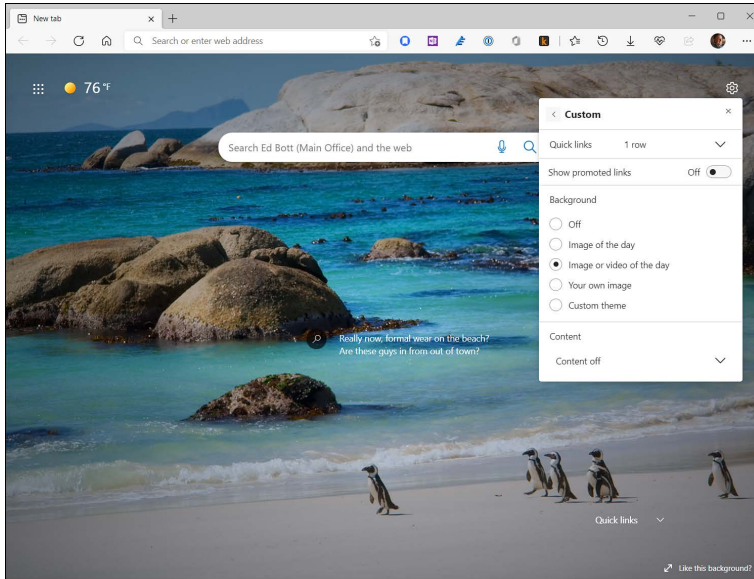 New tab
Search or enter web address
76 °F
Custom
Search Ed Bott (Main Office) and the web
Quick links 1 row
Show promoted links Off
Background
Off
Image of the day
Image or video of the day
Your own image
Custom theme
Really now, formal wear on the beach?
Are these guys in from out of town?
Content
Content off
Quick links
Like this background?